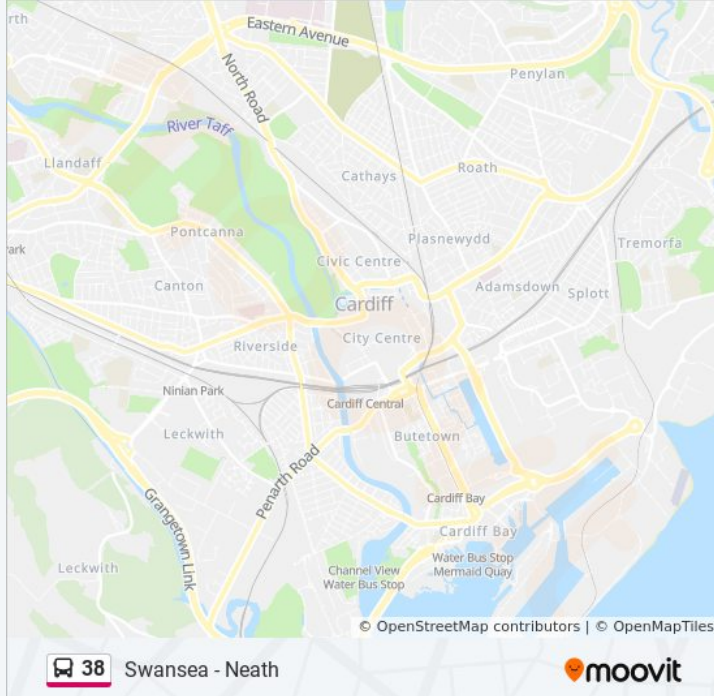 rth
Eastern Avenue
North Road
Penylan
River Taff
Llandaff
Roath
Cathays
Pontcanna
Plasnewydd
Tremorfa
ark
Civic Centre
Canton
Adamsdown
Splott
Cardiff
City Centre
Riverside
Ninian Park
Cardiff Central
Leckwith
Butetown
Penarth Road
Grangetown Link
Cardiff Bay
Cardiff Bay
Leckwith
Channel View
Water Bus Stop
Water Bus Stop
Mermaid Quay
© OpenStreetMap contributors | © OpenMapTiles
38 Swansea - Neath
moovit